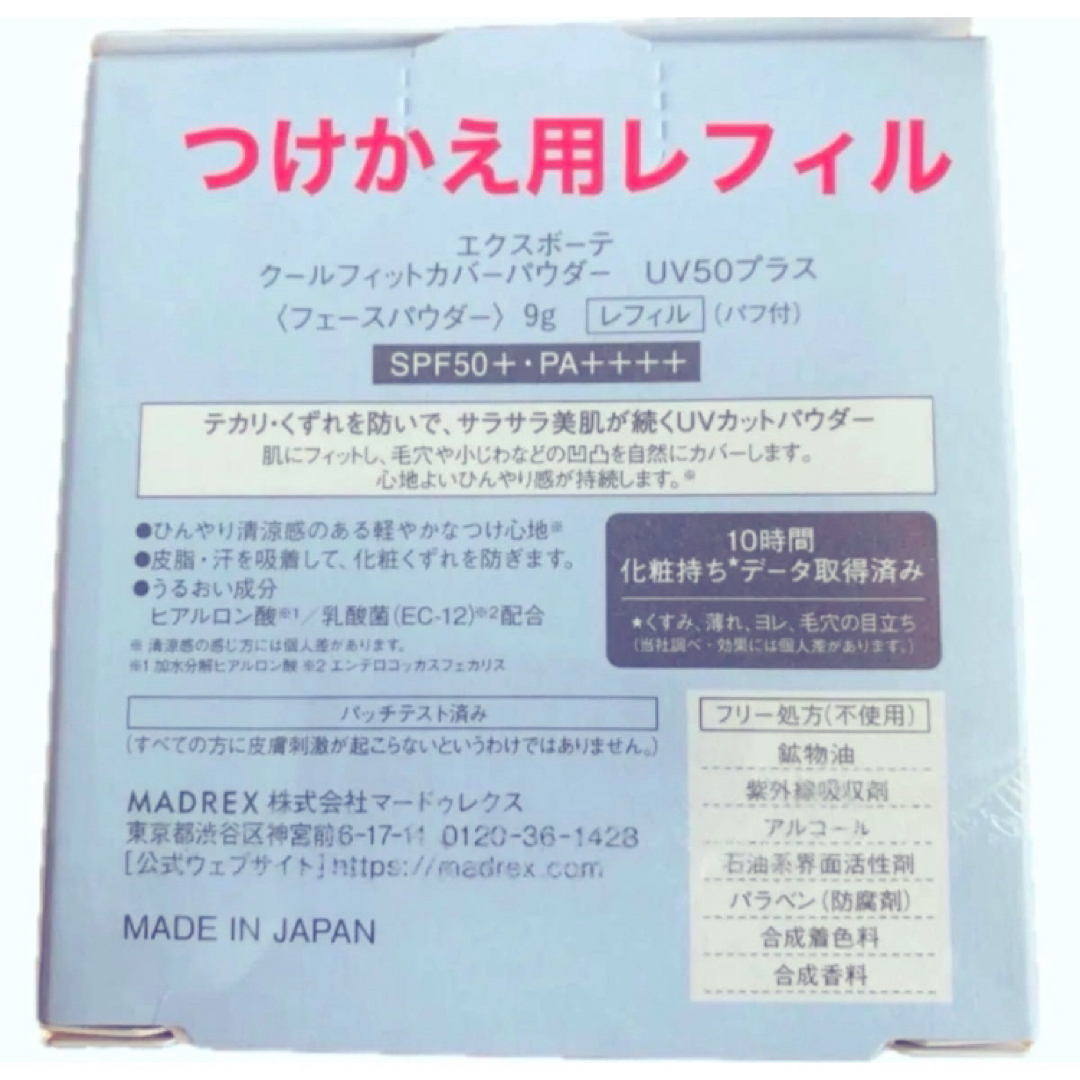 つけかえ用レフィル
エクスボーテ
クールフィットカバーパウダー　UV50プラス
〈フェースパウダー〉 9g レフィル (パフ付)
SPF50+・PA++++
テカリ・くずれを防いで、サラサラ美肌が続くUVカットパウダー
肌にフィットし、毛穴や小じわなどの凹凸を自然にカバーします。
心地よいひんやり感が持続します。※
●ひんやり清涼感のある軽やかなつけ心地※
●皮脂・汗を吸着して、化粧くずれを防ぎます。
●うるおい成分
ヒアルロン酸※1／乳酸菌(EC-12)※2配合
※ 清涼感の感じ方には個人差があります。
※1 加水分解ヒアルロン酸 ※2 エンテロコッカスフェカリス
10時間
化粧持ち★データ取得済み
★くすみ、薄れ、ヨレ、毛穴の目立ち
(当社調べ・効果には個人差があります。)
パッチテスト済み
(すべての方に皮膚刺激が起こらないというわけではありません。)
MADREX 株式会社マードゥレクス
東京都渋谷区神宮前6-17-11 0120-36-1428
[公式ウェブサイト]https://madrex.com
MADE IN JAPAN
フリー処方(不使用)
鉱物油
紫外線吸収剤
アルコール
石油系界面活性剤
パラベン(防腐剤)
合成着色料
合成香料